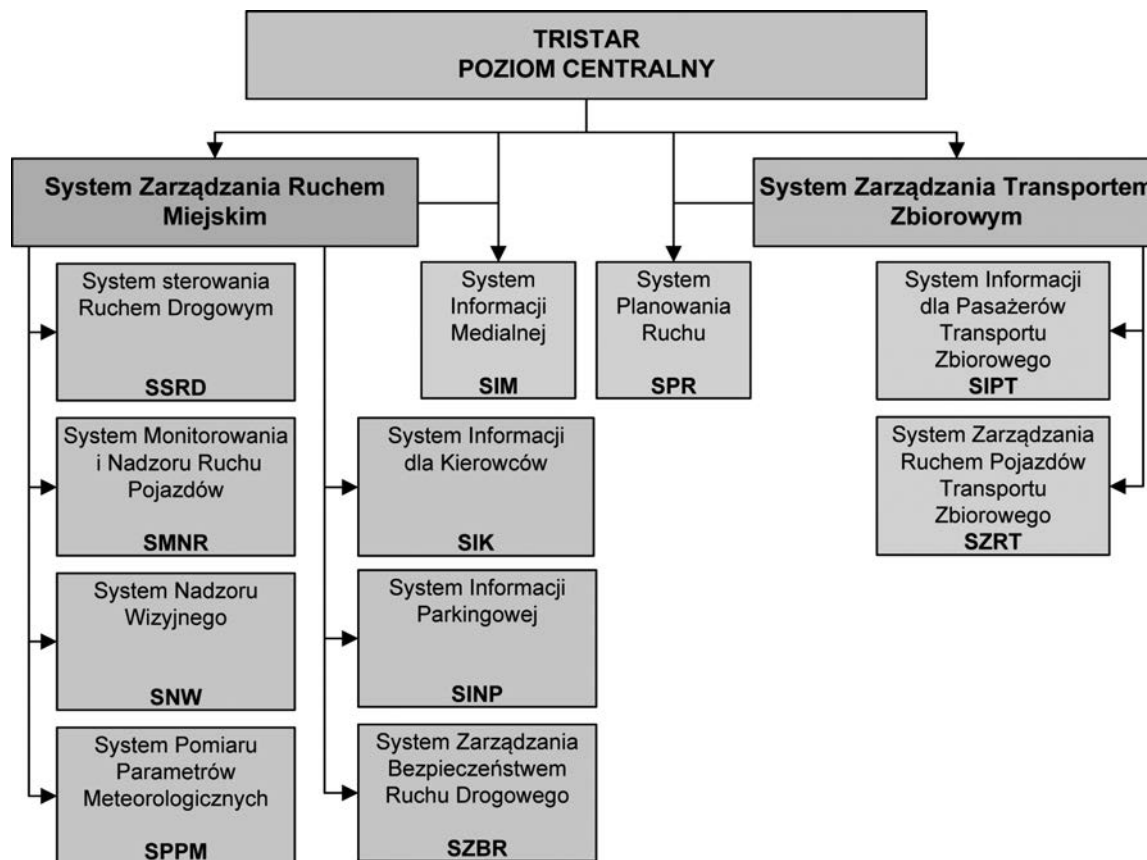 TRISTAR
POZIOM CENTRALNY
System Zarządzania Ruchem
Miejskim
System Zarządzania Transportem
Zbiorowym
System sterowania
Ruchem Drogowym
SSRD
System
Informacji
Medialnej
SIM
System
Planowania
Ruchu
SPR
System Informacji
dla Pasażerów
Transportu
Zbiorowego
SIPT
System Monitorowania
i Nadzoru Ruchu
Pojazdów
SMNR
System Informacji
dla Kierowców
SIK
System Zarządzania
Ruchem Pojazdów
Transportu
Zbiorowego
SZRT
System Nadzoru
Wizyjnego
SNW
System Informacji
Parkingowej
SINP
System Pomiaru
Parametrów
Meteorologicznych
SPPM
System Zarządzania
Bezpieczeństwem
Ruchu Drogowego
SZBR